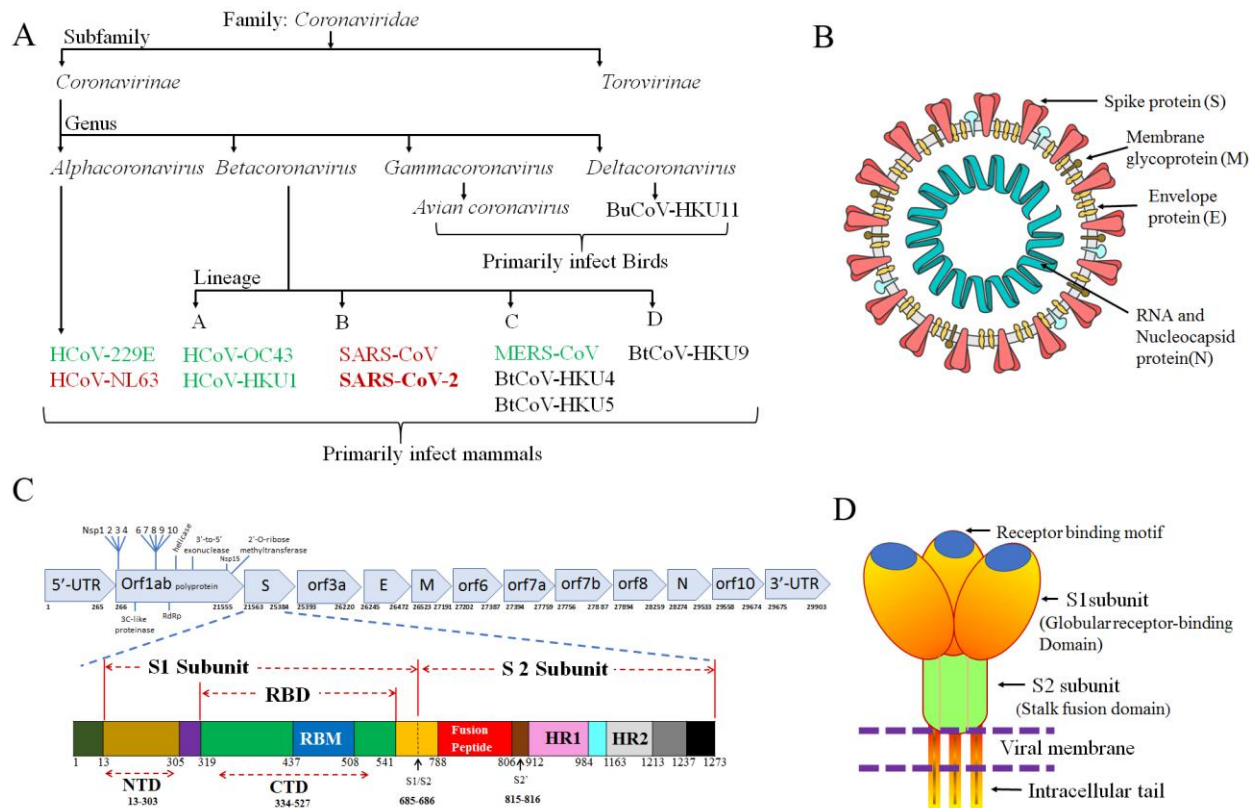 A
Family: Coronaviridae
Subfamily
Coronavirinae
Torovirinae
Genus
Alphacoronavirus
Betacoronavirus
Gammacoronavirus
Deltacoronavirus
Avian coronavirus
BuCoV-HKU11
Primarily infect Birds
Lineage
A
B
C
D
HCoV-229E
HCoV-NL63
HCoV-OC43
HCoV-HKU1
SARS-CoV
SARS-CoV-2
MERS-CoV
BtCoV-HKU4
BtCoV-HKU5
BtCoV-HKU9
Primarily infect mammals
B
Spike protein (S)
Membrane
glycoprotein (M)
Envelope
protein (E)
RNA and
Nucleocapsid
protein(N)
C
Nsp1 2 3 4
6 7 8 9 10
helicase
3'-to-5'
exonuclease
Nsp15
2'-O-ribose
methyltransferase
5'-UTR
Orf1ab polyprotein
S
orf3a
E
M
orf6
orf7a
orf7b
orf8
N
orf10
3'-UTR
1 265 266 21555 21563 25384 25393 26220 26245 26472 26523 27191 27202 27387 27394 27759 27756 27887 27894 28259 28274 29533 29558 29674 29675 29903
3C-like
proteinase
RdRp
S1 Subunit
S 2 Subunit
RBD
RBM
Fusion
Peptide
HR1
HR2
1 13 305 319 437 508 541 788 806 912 984 1163 1213 1237 1273
NTD
13-303
CTD
334-527
S1/S2
685-686
S2`
815-816
D
Receptor binding motif
S1subunit
(Globular receptor-binding
Domain)
S2 subunit
(Stalk fusion domain)
Viral membrane
Intracellular tail